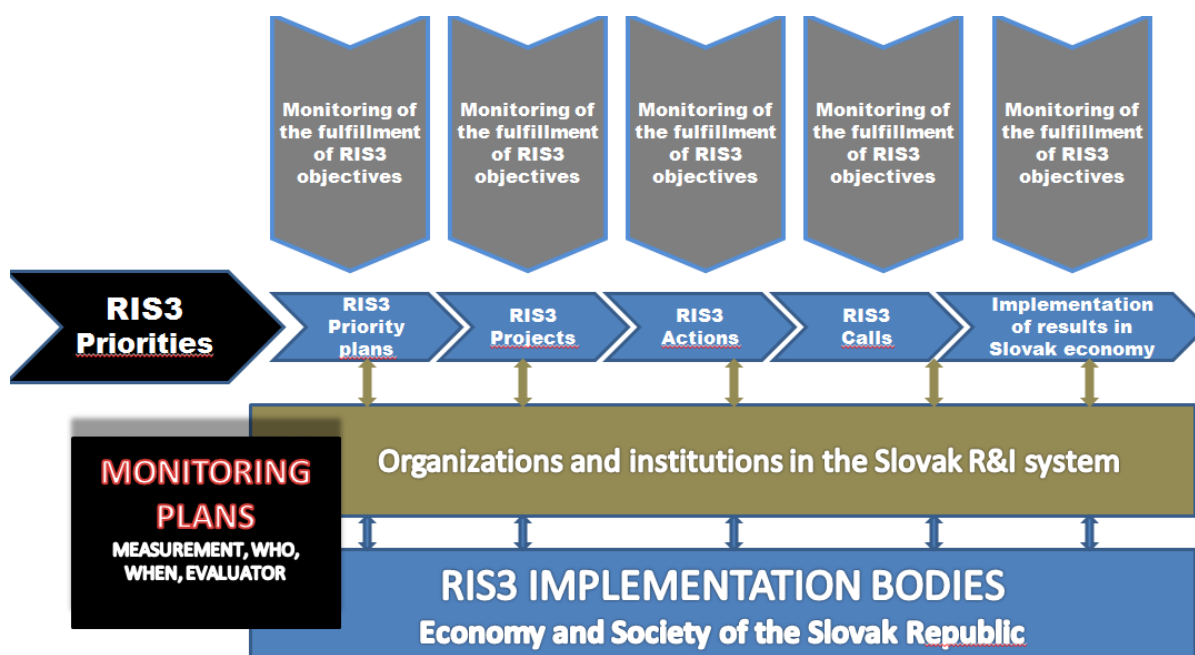 Monitoring of
the fulfillment
of RIS3
objectives
Monitoring of
the fulfillment
of RIS3
objectives
Monitoring of
the fulfillment
of RIS3
objectives
Monitoring of
the fulfillment
of RIS3
objectives
Monitoring of
the fulfillment
of RIS3
objectives
RIS3
Priorities
RIS3
Priority
plans
RIS3
Projects
RIS3
Actions
RIS3
Calls
Implementation
of results in
Slovak economy
MONITORING
PLANS
MEASUREMENT, WHO,
WHEN, EVALUATOR
Organizations and institutions in the Slovak R&I system
RIS3 IMPLEMENTATION BODIES
Economy and Society of the Slovak Republic